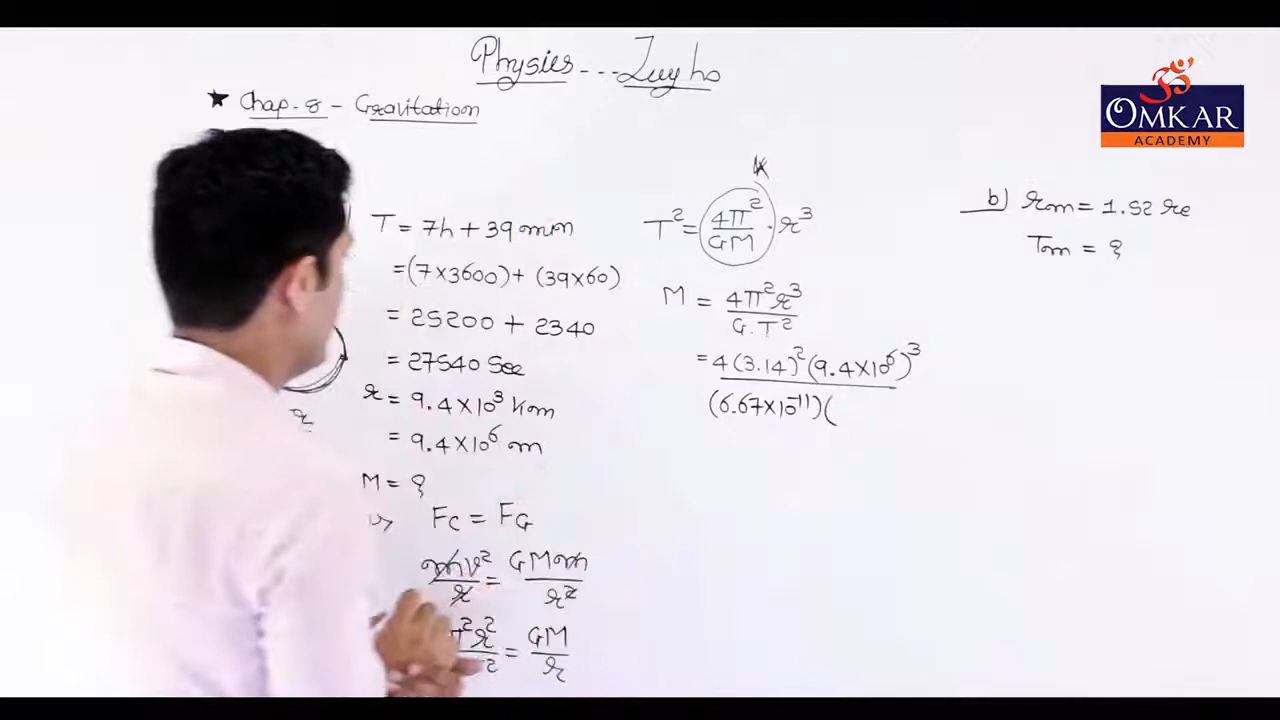 Physics...Zuyho
★ Chap. 8 - Gravitation
OMKAR
ACADEMY
T = 7h + 39 min
=(7×3600)+ (39×60)
= 25200 + 2340
= 27540 Sec
r = 9.4×10³ km
= 9.4×10⁶ m
M = ?
Fc = FG
mv²/r = GMm/r²
= GM/r
T² = 4π²/GM · r³
M = 4π²r³/G.T²
= 4(3.14)²(9.4×10⁶)³/(6.67×10⁻¹¹)(
b) rm = 1.52 re
Tm = ?